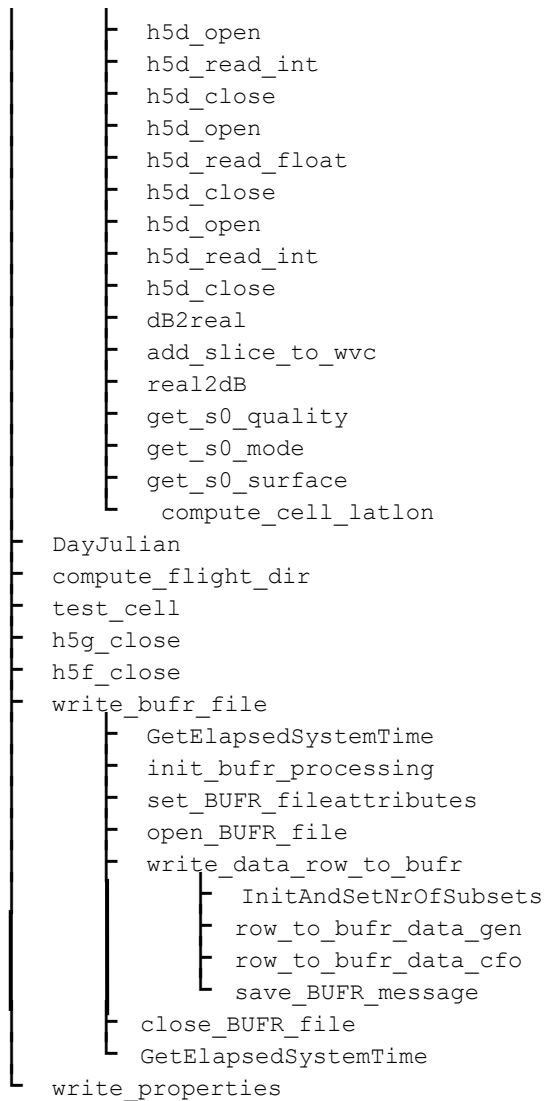 h5d_open
h5d_read_int
h5d_close
h5d_open
h5d_read_float
h5d_close
h5d_open
h5d_read_int
h5d_close
dB2real
add_slice_to_wvc
real2dB
get_s0_quality
get_s0_mode
get_s0_surface
compute_cell_latlon
DayJulian
compute_flight_dir
test_cell
h5g_close
h5f_close
write_bufr_file
GetElapsedSystemTime
init_bufr_processing
set_BUFR_fileattributes
open_BUFR_file
write_data_row_to_bufr
InitAndSetNrOfSubsets
row_to_bufr_data_gen
row_to_bufr_data_cfo
save_BUFR_message
close_BUFR_file
GetElapsedSystemTime
write_properties